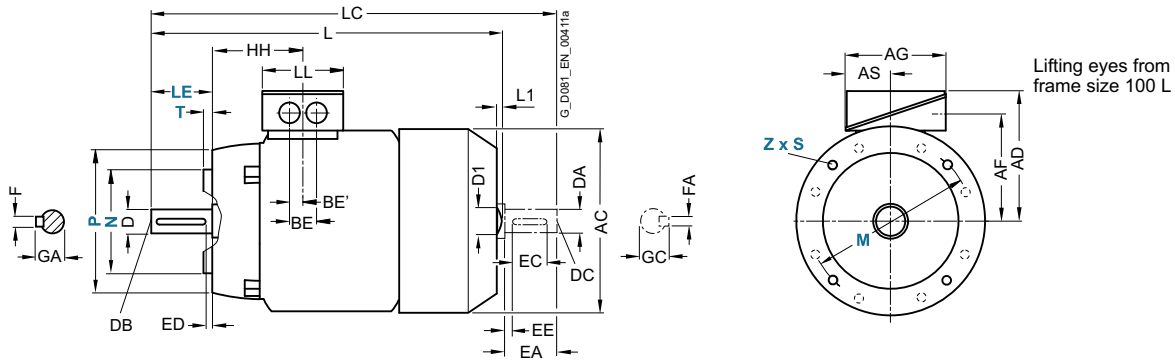 LC
L
HH
LL
LE
T
L1
G_D081_EN_00411a
F
GA
P
N
D
BE'
BE
D1
DA
AC
FA
GC
EC
DC
DB
ED
EE
EA
AG
AS
Lifting eyes from
frame size 100 L
Z x S
AF
AD
M